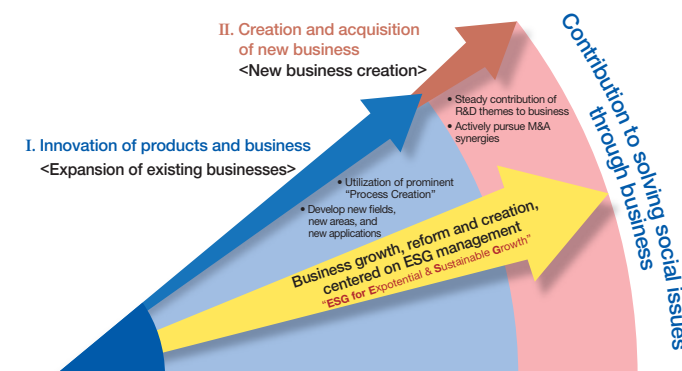 II. Creation and acquisition
of new business
<New business creation>
I. Innovation of products and business
<Expansion of existing businesses>
• Steady contribution of
R&D themes to business
• Actively pursue M&A
synergies
• Utilization of prominent
“Process Creation”
• Develop new fields,
new areas, and
new applications
Business growth, reform and creation,
centered on ESG management
“ESG for Expotential & Sustainable Growth”
Contribution to solving social issues
through business